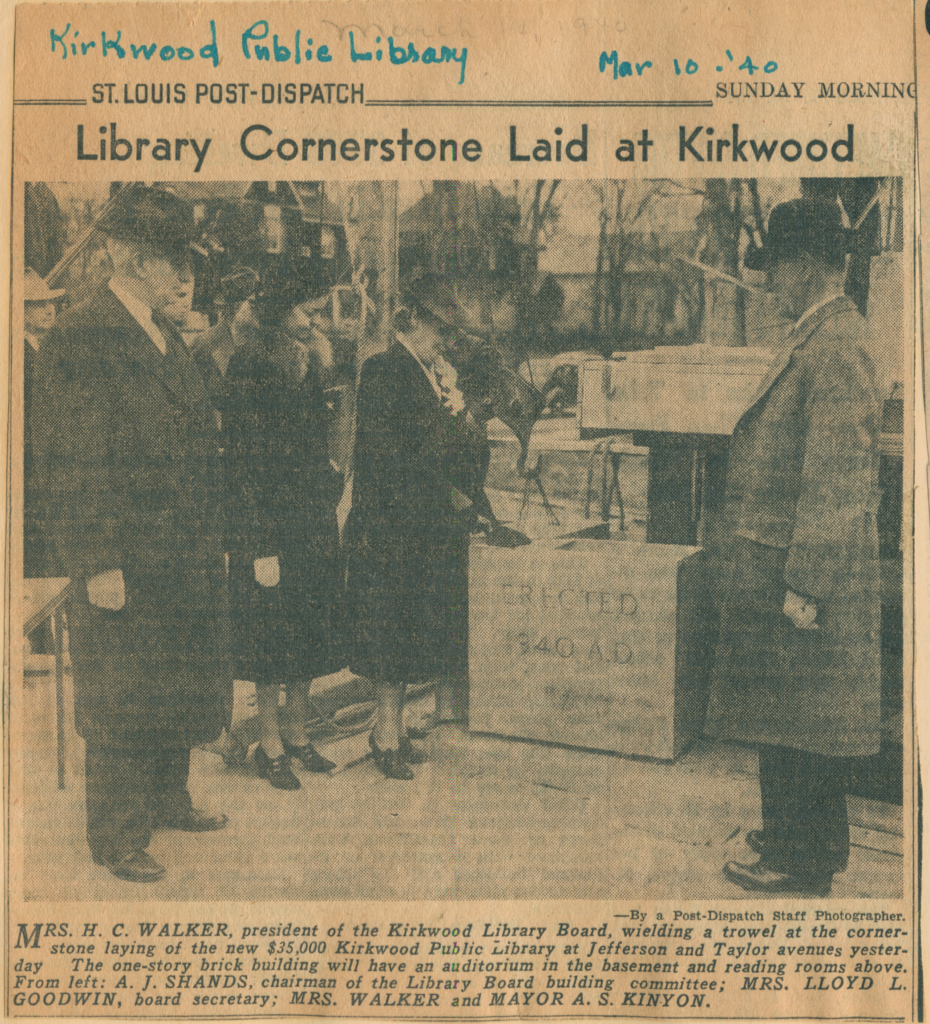 Kirkwood Public Library
Mar 10 - '40
ST. LOUIS POST-DISPATCH
SUNDAY MORNING
Library Cornerstone Laid at Kirkwood
ERECTED
1940 A.D.
—By a Post-Dispatch Staff Photographer.
MRS. H. C. WALKER, president of the Kirkwood Library Board, wielding a trowel at the corner-
stone laying of the new $35,000 Kirkwood Public Library at Jefferson and Taylor avenues yester-
day The one-story brick building will have an auditorium in the basement and reading rooms above.
From left: A. J. SHANDS, chairman of the Library Board building committee; MRS. LLOYD L.
GOODWIN, board secretary; MRS. WALKER and MAYOR A. S. KINYON.